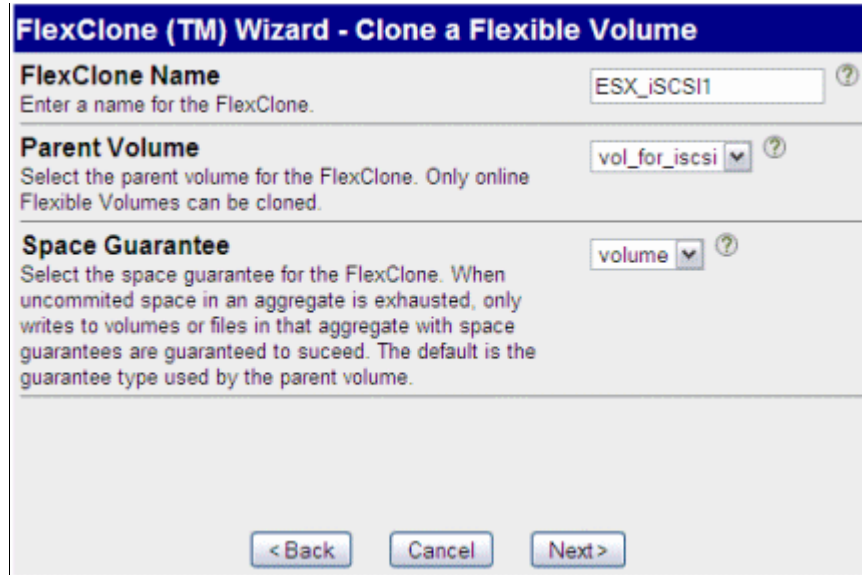 FlexClone (TM) Wizard - Clone a Flexible Volume
FlexClone Name
Enter a name for the FlexClone.
ESX_iSCSI1
?
Parent Volume
Select the parent volume for the FlexClone. Only online
Flexible Volumes can be cloned.
vol_for_iscsi
?
Space Guarantee
Select the space guarantee for the FlexClone. When
uncommited space in an aggregate is exhausted, only
writes to volumes or files in that aggregate with space
guarantees are guaranteed to suceed. The default is the
guarantee type used by the parent volume.
volume
?
< Back
Cancel
Next >